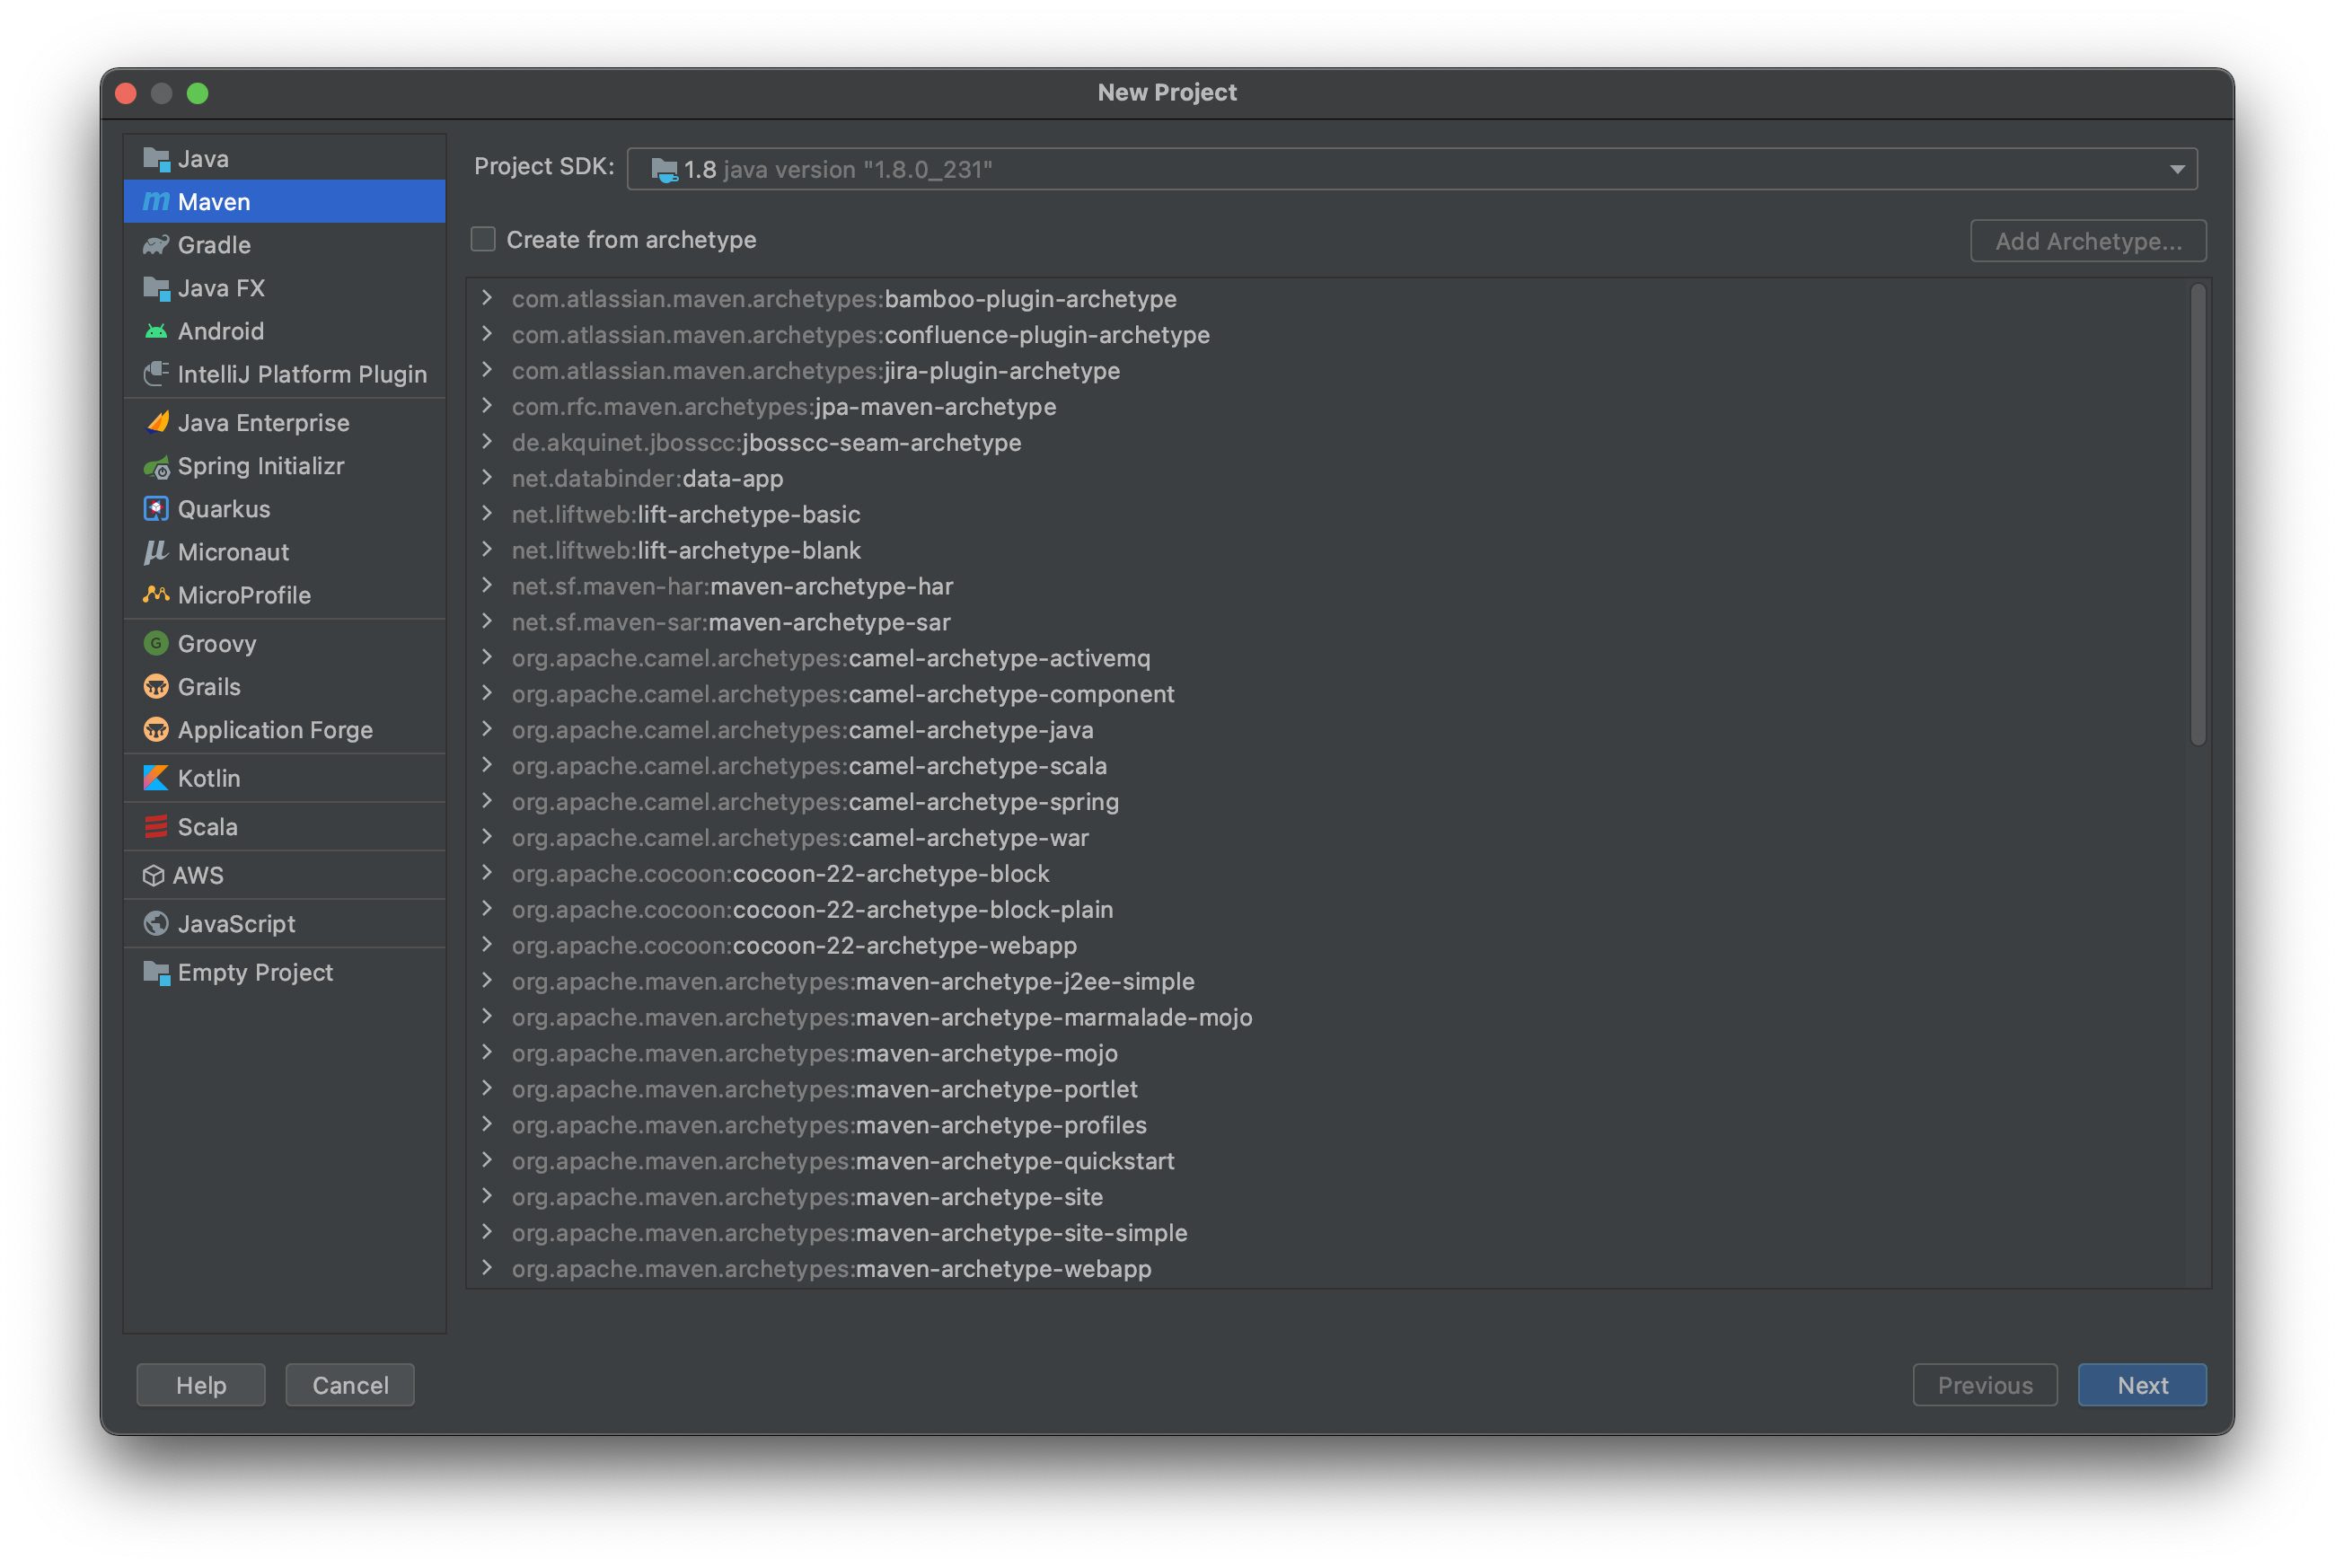 New Project
Java
Maven
Gradle
Java FX
Android
IntelliJ Platform Plugin
Java Enterprise
Spring Initializr
Quarkus
Micronaut
MicroProfile
Groovy
Grails
Application Forge
Kotlin
Scala
AWS
JavaScript
Empty Project
Project SDK: 1.8 java version "1.8.0_231"
Create from archetype
Add Archetype...
com.atlassian.maven.archetypes:bamboo-plugin-archetype
com.atlassian.maven.archetypes:confluence-plugin-archetype
com.atlassian.maven.archetypes:jira-plugin-archetype
com.rfc.maven.archetypes:jpa-maven-archetype
de.akquinet.jbosscc:jbosscc-seam-archetype
net.databinder:data-app
net.liftweb:lift-archetype-basic
net.liftweb:lift-archetype-blank
net.sf.maven-har:maven-archetype-har
net.sf.maven-sar:maven-archetype-sar
org.apache.camel.archetypes:camel-archetype-activemq
org.apache.camel.archetypes:camel-archetype-component
org.apache.camel.archetypes:camel-archetype-java
org.apache.camel.archetypes:camel-archetype-scala
org.apache.camel.archetypes:camel-archetype-spring
org.apache.camel.archetypes:camel-archetype-war
org.apache.cocoon:cocoon-22-archetype-block
org.apache.cocoon:cocoon-22-archetype-block-plain
org.apache.cocoon:cocoon-22-archetype-webapp
org.apache.maven.archetypes:maven-archetype-j2ee-simple
org.apache.maven.archetypes:maven-archetype-marmalade-mojo
org.apache.maven.archetypes:maven-archetype-mojo
org.apache.maven.archetypes:maven-archetype-portlet
org.apache.maven.archetypes:maven-archetype-profiles
org.apache.maven.archetypes:maven-archetype-quickstart
org.apache.maven.archetypes:maven-archetype-site
org.apache.maven.archetypes:maven-archetype-site-simple
org.apache.maven.archetypes:maven-archetype-webapp
Help
Cancel
Previous
Next